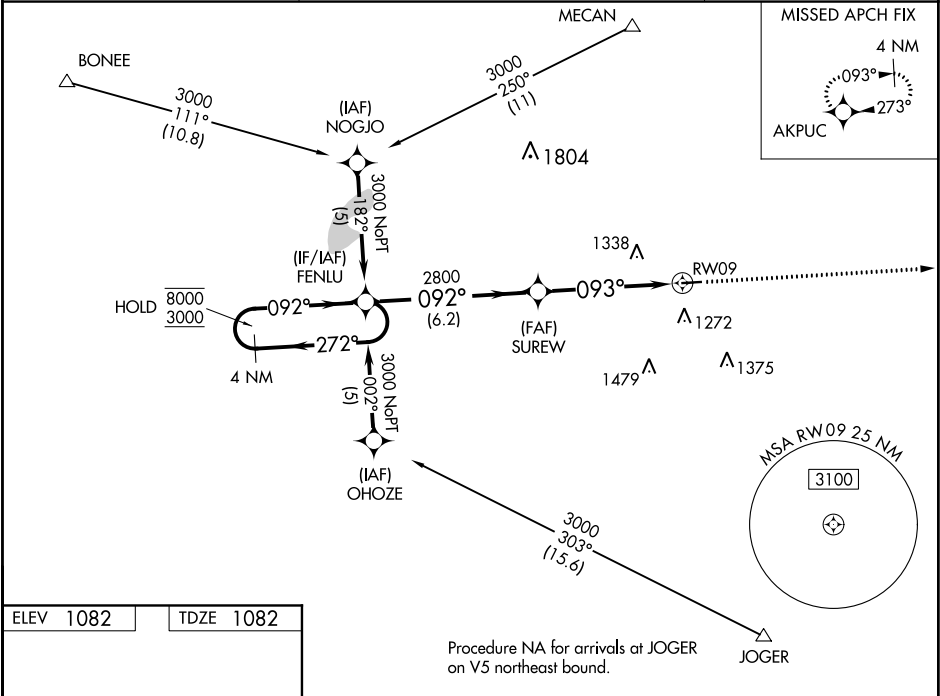 MISSED APCH FIX
4 NM
093°
273°
AKPUC
MECAN
3000
250°
(11)
BONEE
3000
111°
(10.8)
(IAF)
NOGJO
1804
3000 NoPT
182°
(5)
(IF/IAF)
FENLU
HOLD
8000
3000
092°
272°
4 NM
2800
092°
(6.2)
093°
(FAF)
SUREW
1338
RW09
1272
1479
1375
3000 NoPT
002°
(5)
(IAF)
OHOZE
3000
303°
(15.6)
JOGER
MSA RW09 25 NM
3100
ELEV 1082
TDZE 1082
Procedure NA for arrivals at JOGER
on V5 northeast bound.